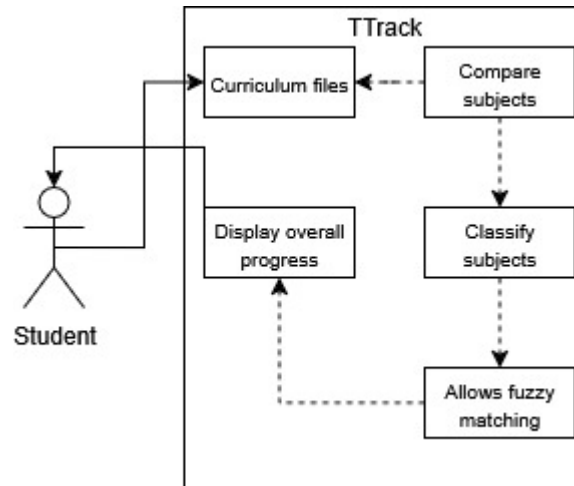 TTrack
Curriculum files
Compare
subjects
Display overall
progress
Classify
subjects
Student
Allows fuzzy
matching